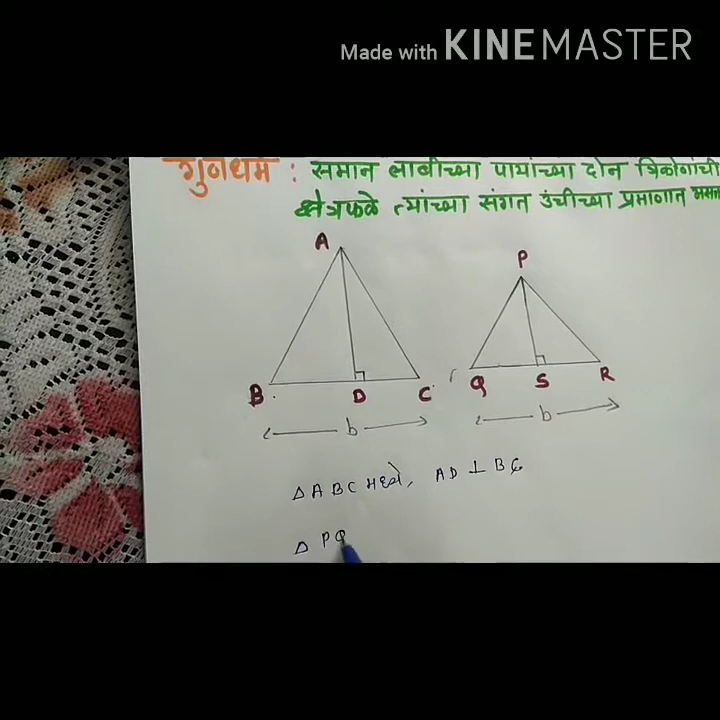 Made with KINEMASTER
गुणधर्म : समान लांबीच्या पायांच्या दोन त्रिकोणांची
क्षेत्रफळे त्यांच्या संगत उंचीच्या प्रमाणात
A
P
B
D
C
Q
S
R
b
b
△ABC मध्ये, AD ⊥ BC
△ PQ